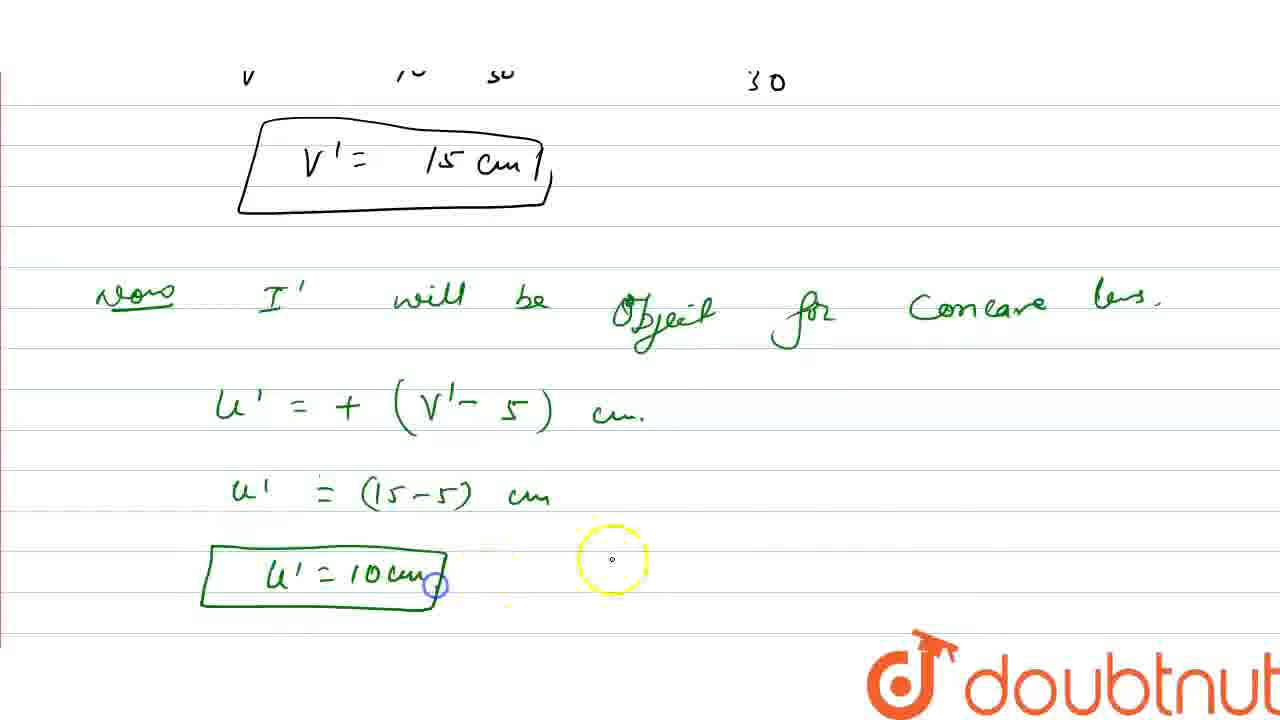 30
V' = 15 cm
Now I' will be Object for Concave lens.
u' = + (V' - 5) cm.
u' = (15-5) cm
u' = 10 cm
doubtnut